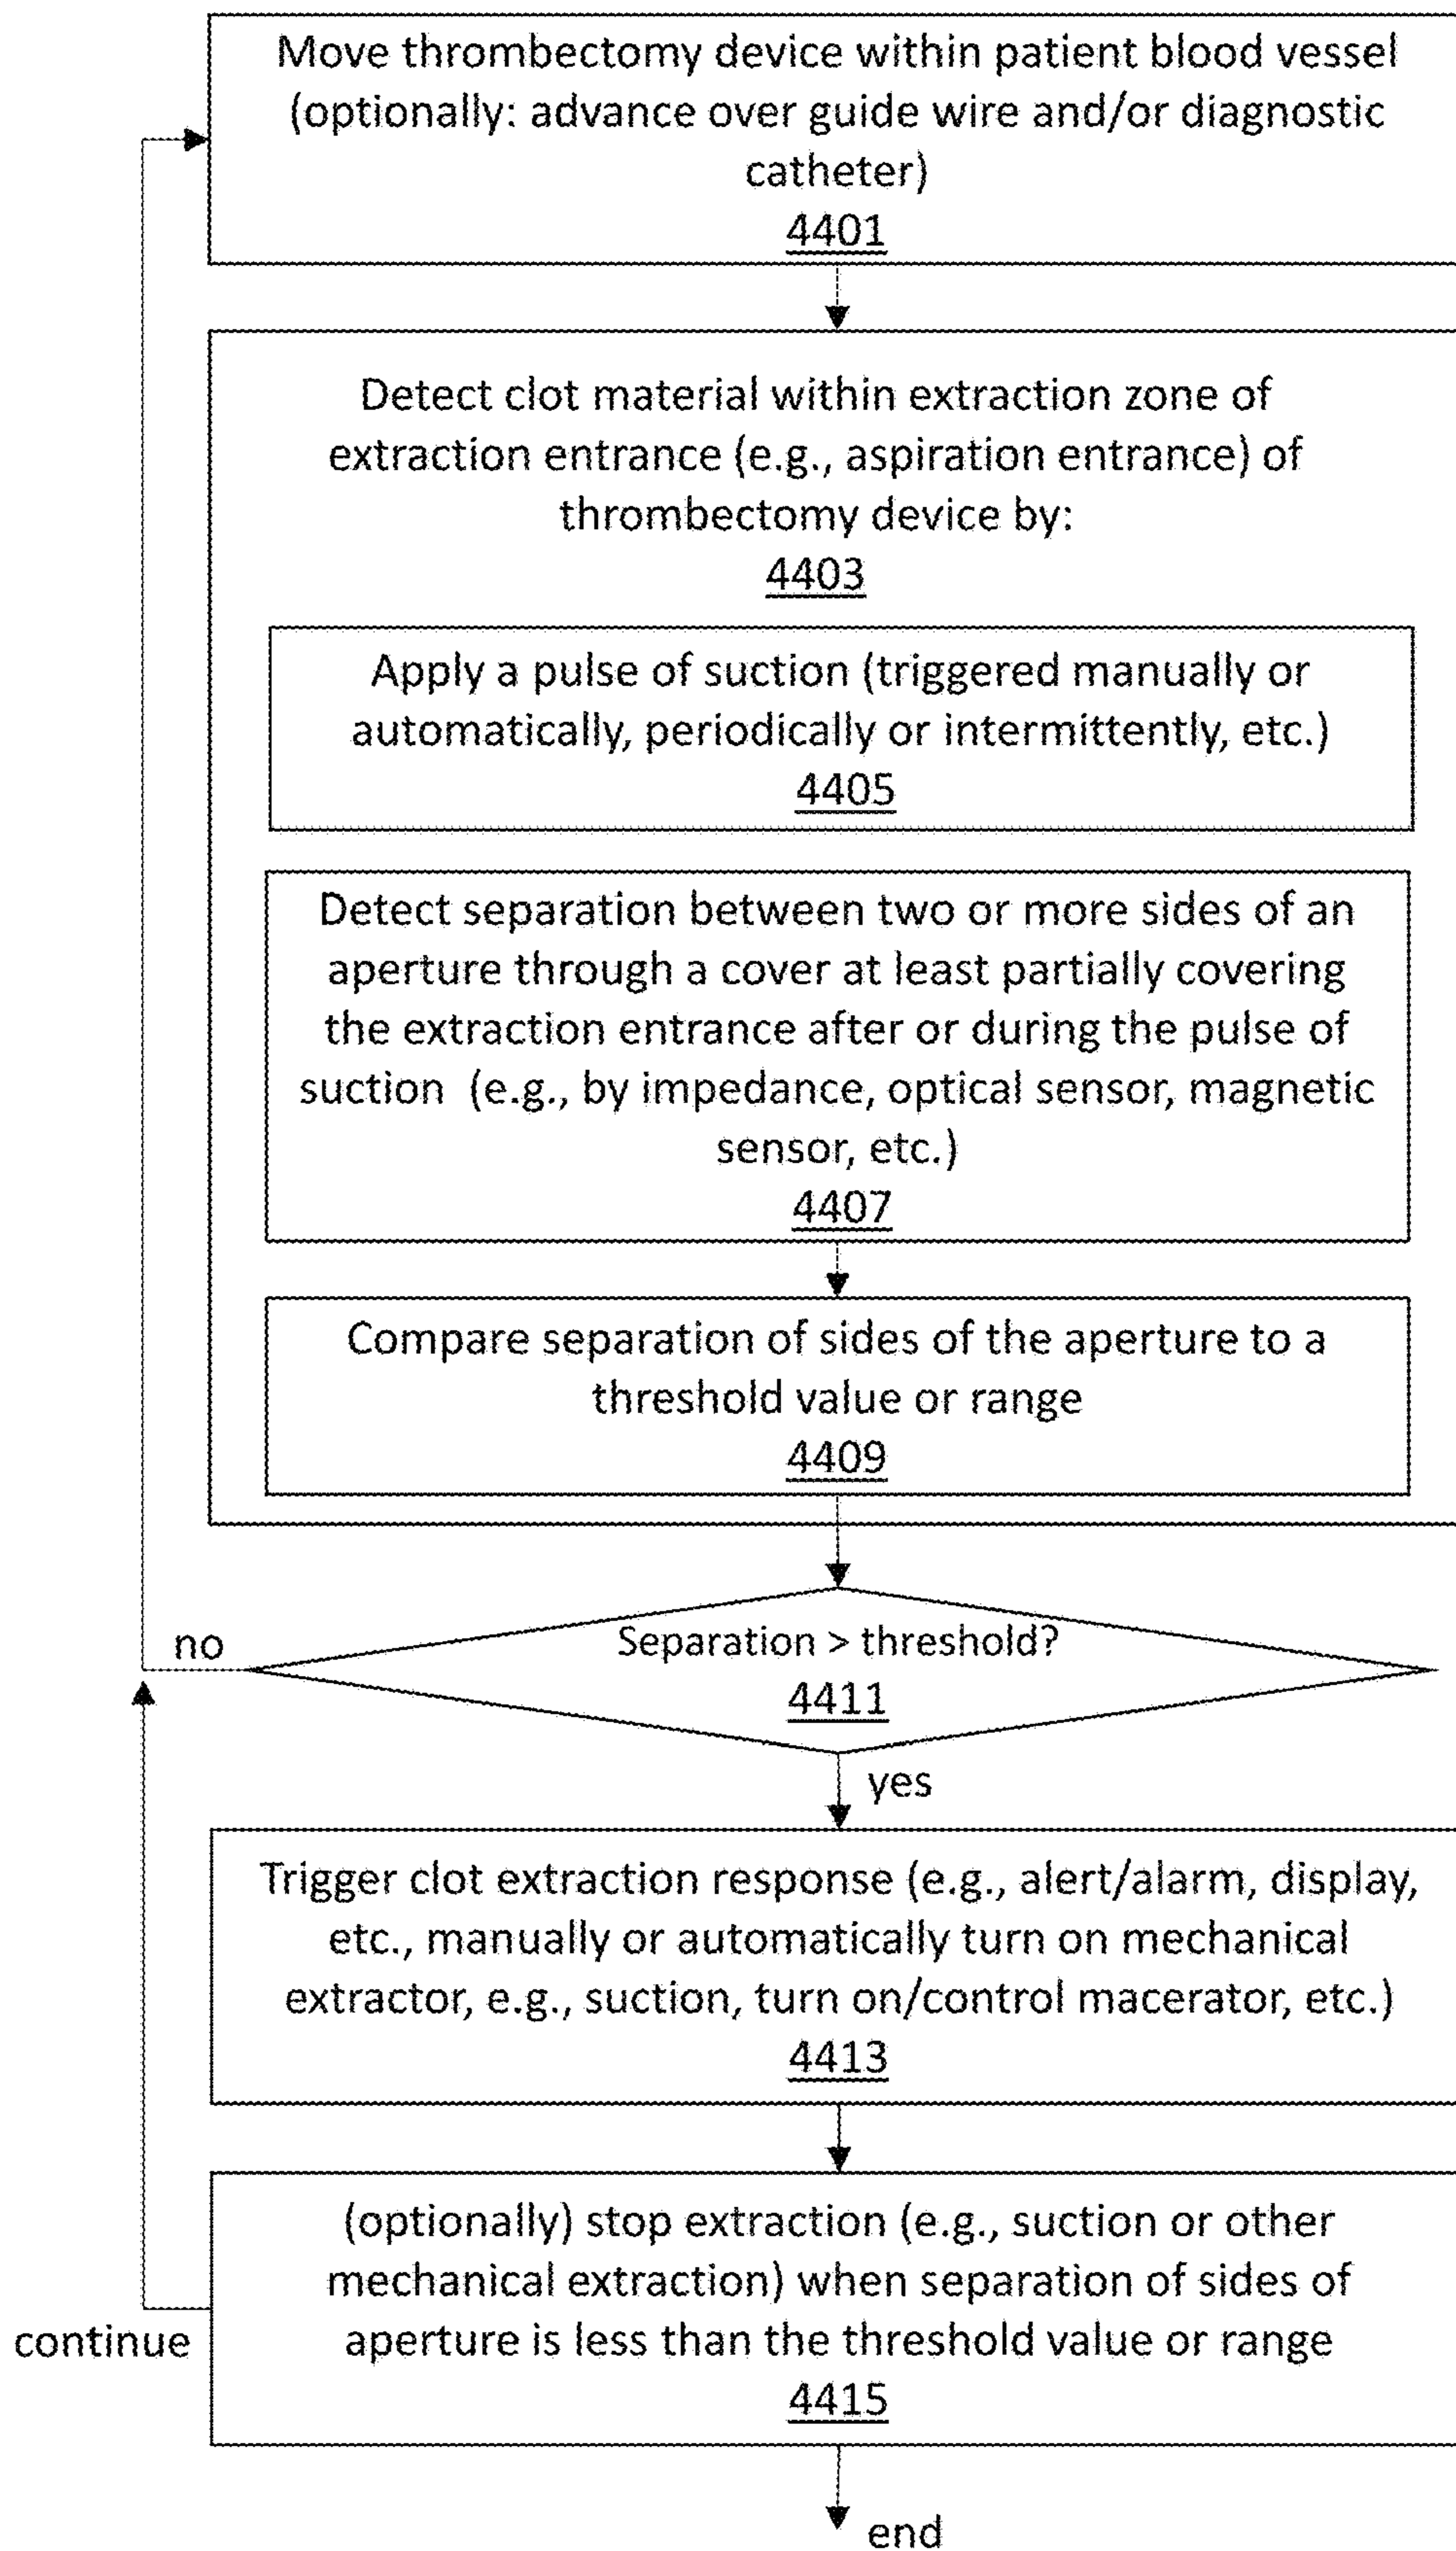 Move thrombectomy device within patient blood vessel
(optionally: advance over guide wire and/or diagnostic
catheter)
4401
Detect clot material within extraction zone of
extraction entrance (e.g., aspiration entrance) of
thrombectomy device by:
4403
Apply a pulse of suction (triggered manually or
automatically, periodically or intermittently, etc.)
4405
Detect separation between two or more sides of an
aperture through a cover at least partially covering
the extraction entrance after or during the pulse of
suction (e.g., by impedance, optical sensor, magnetic
sensor, etc.)
4407
Compare separation of sides of the aperture to a
threshold value or range
4409
no
Separation > threshold?
4411
yes
Trigger clot extraction response (e.g., alert/alarm, display,
etc., manually or automatically turn on mechanical
extractor, e.g., suction, turn on/control macerator, etc.)
4413
(optionally) stop extraction (e.g., suction or other
mechanical extraction) when separation of sides of
aperture is less than the threshold value or range
4415
continue
end